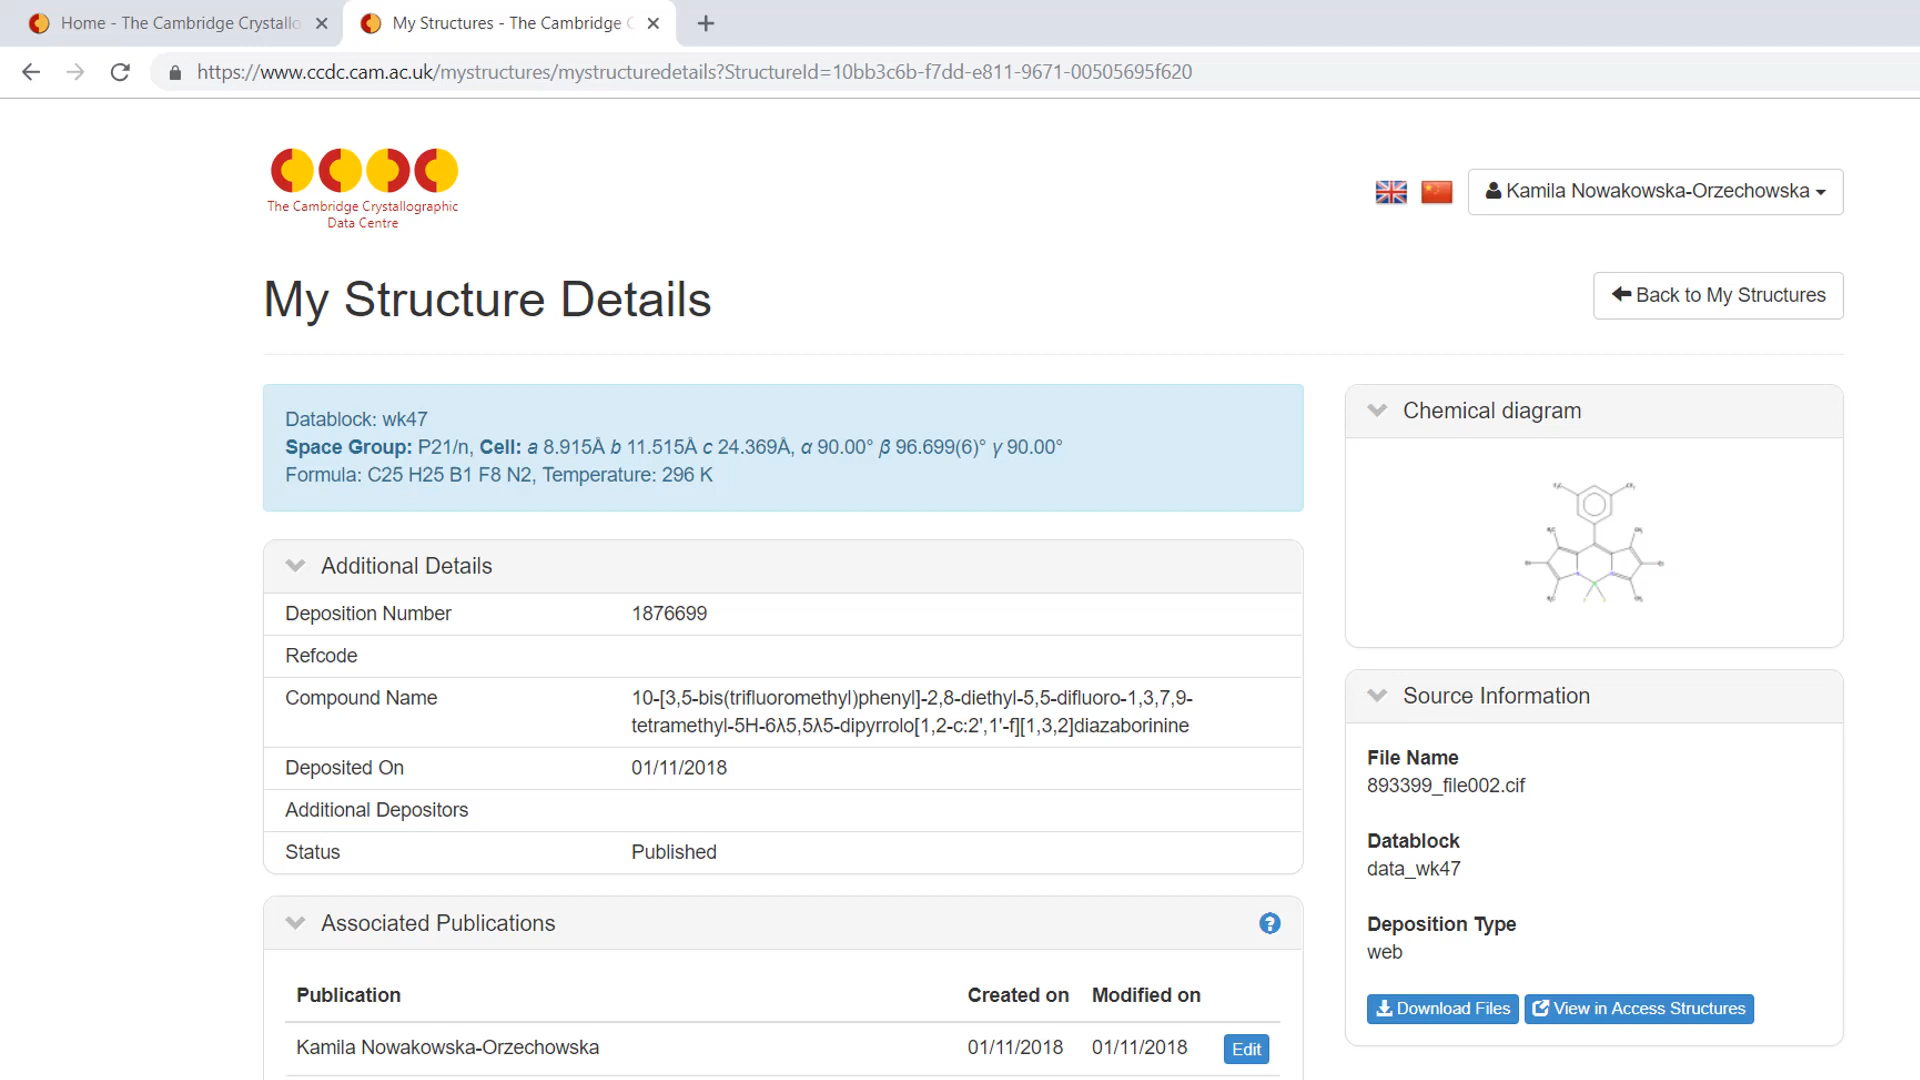 Home - The Cambridge Crystallo
My Structures - The Cambridge C
https://www.ccdc.cam.ac.uk/mystructures/mystructuredetails?StructureId=10bb3c6b-f7dd-e811-9671-00505695f620
The Cambridge Crystallographic
Data Centre
Kamila Nowakowska-Orzechowska
My Structure Details
Back to My Structures
Datablock: wk47
Space Group: P21/n, Cell: a 8.915Å b 11.515Å c 24.369Å, α 90.00° β 96.699(6)° γ 90.00°
Formula: C25 H25 B1 F8 N2, Temperature: 296 K
Additional Details
Deposition Number 1876699
Refcode
Compound Name 10-[3,5-bis(trifluoromethyl)phenyl]-2,8-diethyl-5,5-difluoro-1,3,7,9-
tetramethyl-5H-6λ5,5λ5-dipyrrolo[1,2-c:2',1'-f][1,3,2]diazaborinine
Deposited On 01/11/2018
Additional Depositors
Status Published
Associated Publications ?
Publication Created on Modified on
Kamila Nowakowska-Orzechowska 01/11/2018 01/11/2018 Edit
Chemical diagram
Source Information
File Name
893399_file002.cif
Datablock
data_wk47
Deposition Type
web
Download Files View in Access Structures